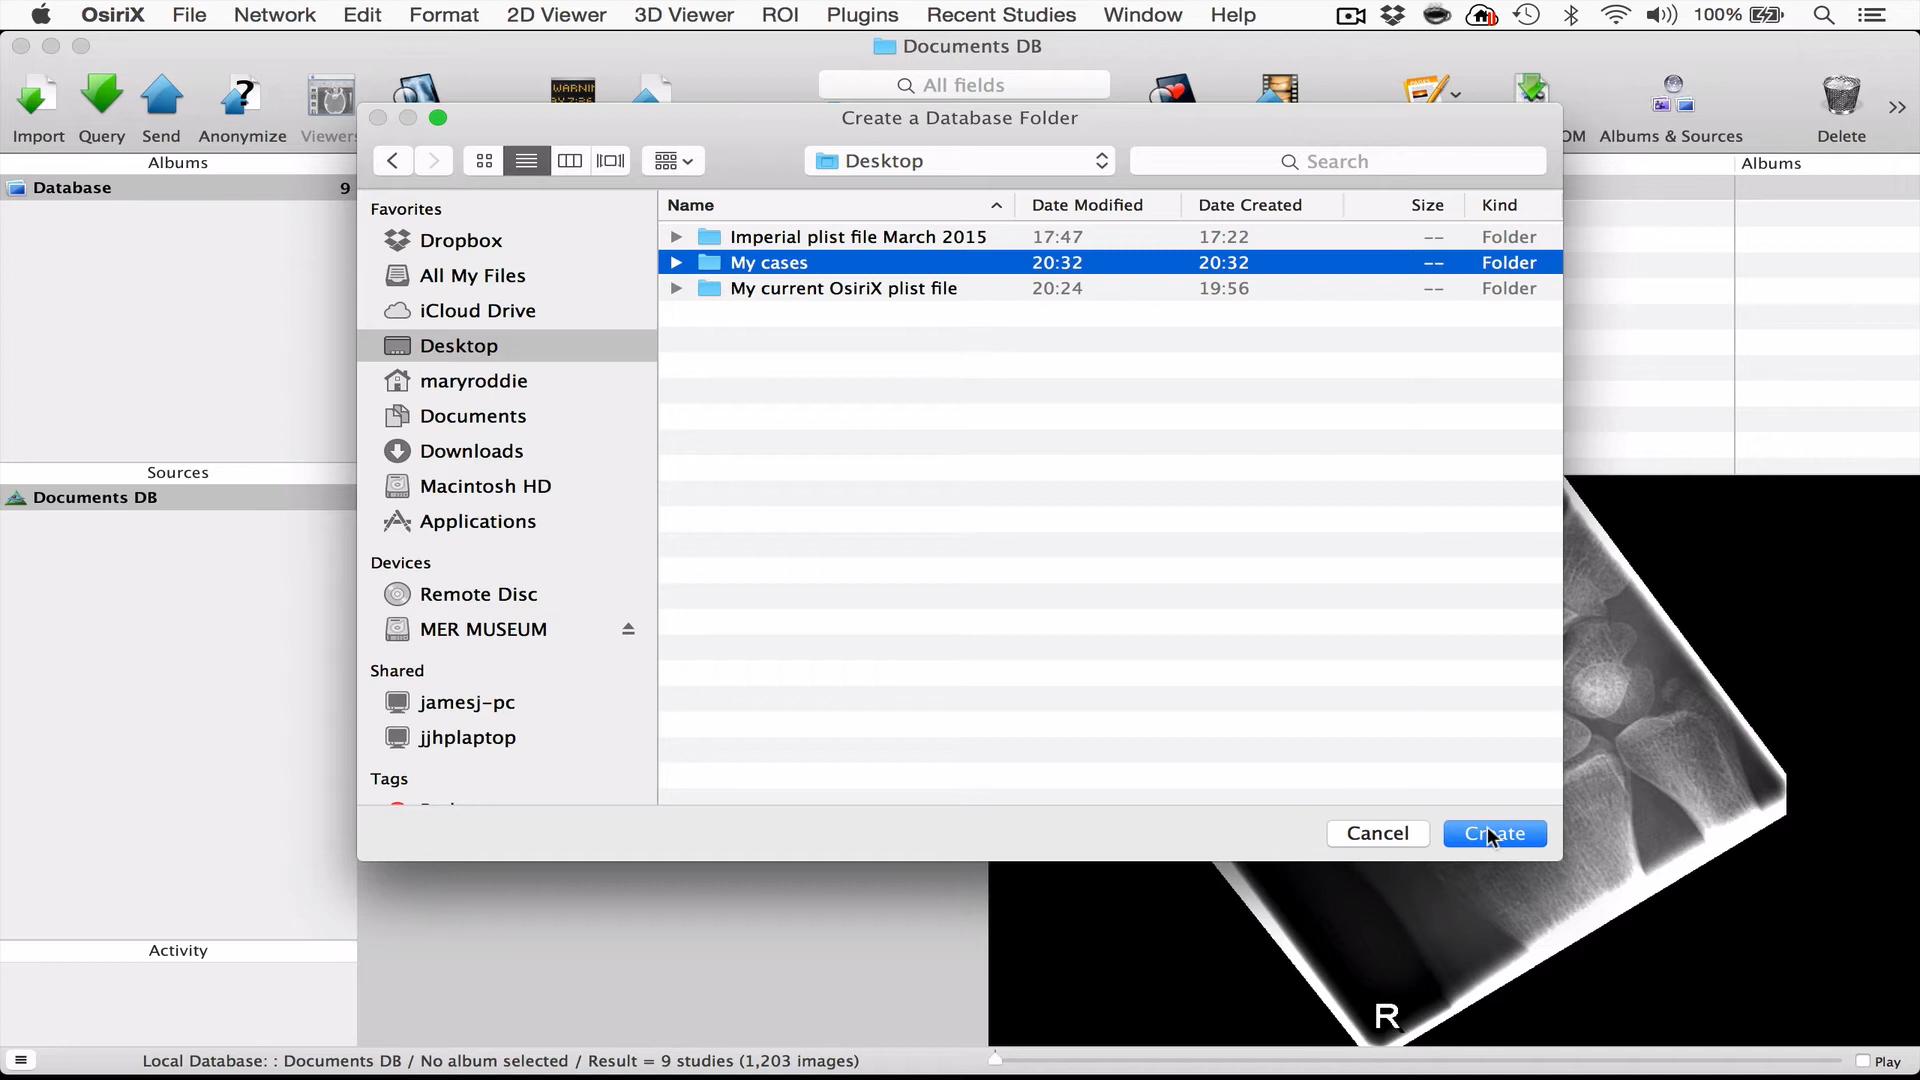 OsiriX File Network Edit Format 2D Viewer 3D Viewer ROI Plugins Recent Studies Window Help 100%
Documents DB
All fields
WARNIN
Import Query Send Anonymize Viewers OM Albums & Sources Delete
Create a Database Folder
Albums
Albums
Database 9
Desktop
Search
Favorites
Dropbox
All My Files
iCloud Drive
Desktop
maryroddie
Documents
Downloads
Macintosh HD
Applications
Devices
Remote Disc
MER MUSEUM
Shared
jamesj-pc
jjhplaptop
Tags
Name Date Modified Date Created Size Kind
Imperial plist file March 2015 17:47 17:22 -- Folder
My cases 20:32 20:32 -- Folder
My current OsiriX plist file 20:24 19:56 -- Folder
Sources
Documents DB
Cancel Create
Activity
R
Local Database: : Documents DB / No album selected / Result = 9 studies (1,203 images)
Play